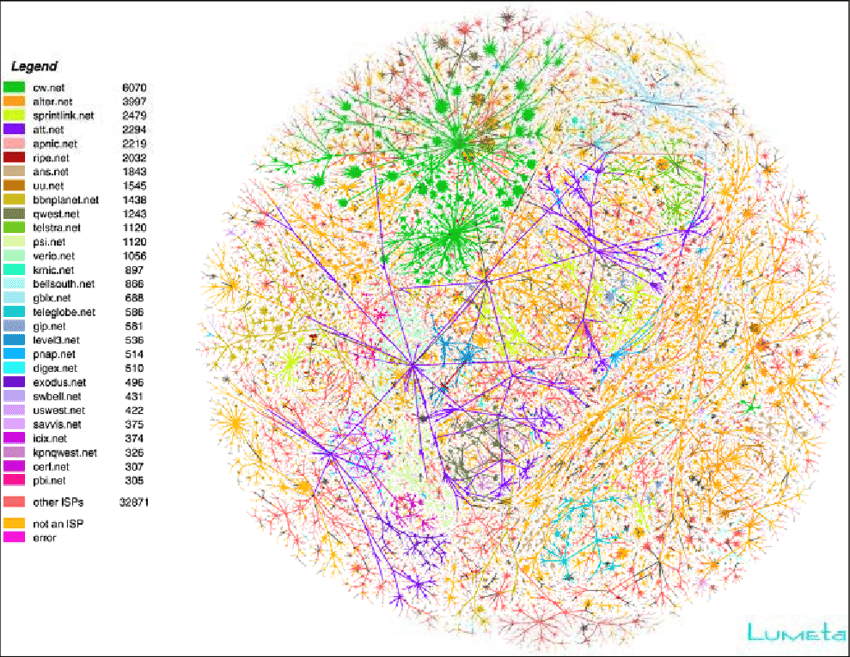 Legend
cw.net 6070
alter.net 3997
sprintlink.net 2479
att.net 2294
apnic.net 2219
ripe.net 2032
ans.net 1843
uu.net 1545
bbnplanet.net 1438
qwest.net 1243
telstra.net 1120
psi.net 1120
verio.net 1056
kmic.net 897
bellsouth.net 866
gblx.net 688
teleglobe.net 586
gip.net 581
level3.net 536
pnap.net 514
digex.net 510
exodus.net 496
swbell.net 431
uswest.net 422
savvis.net 375
icix.net 374
kpnqwest.net 326
cerf.net 307
pbi.net 305
other ISPs 32871
not an ISP
error
Lumeta